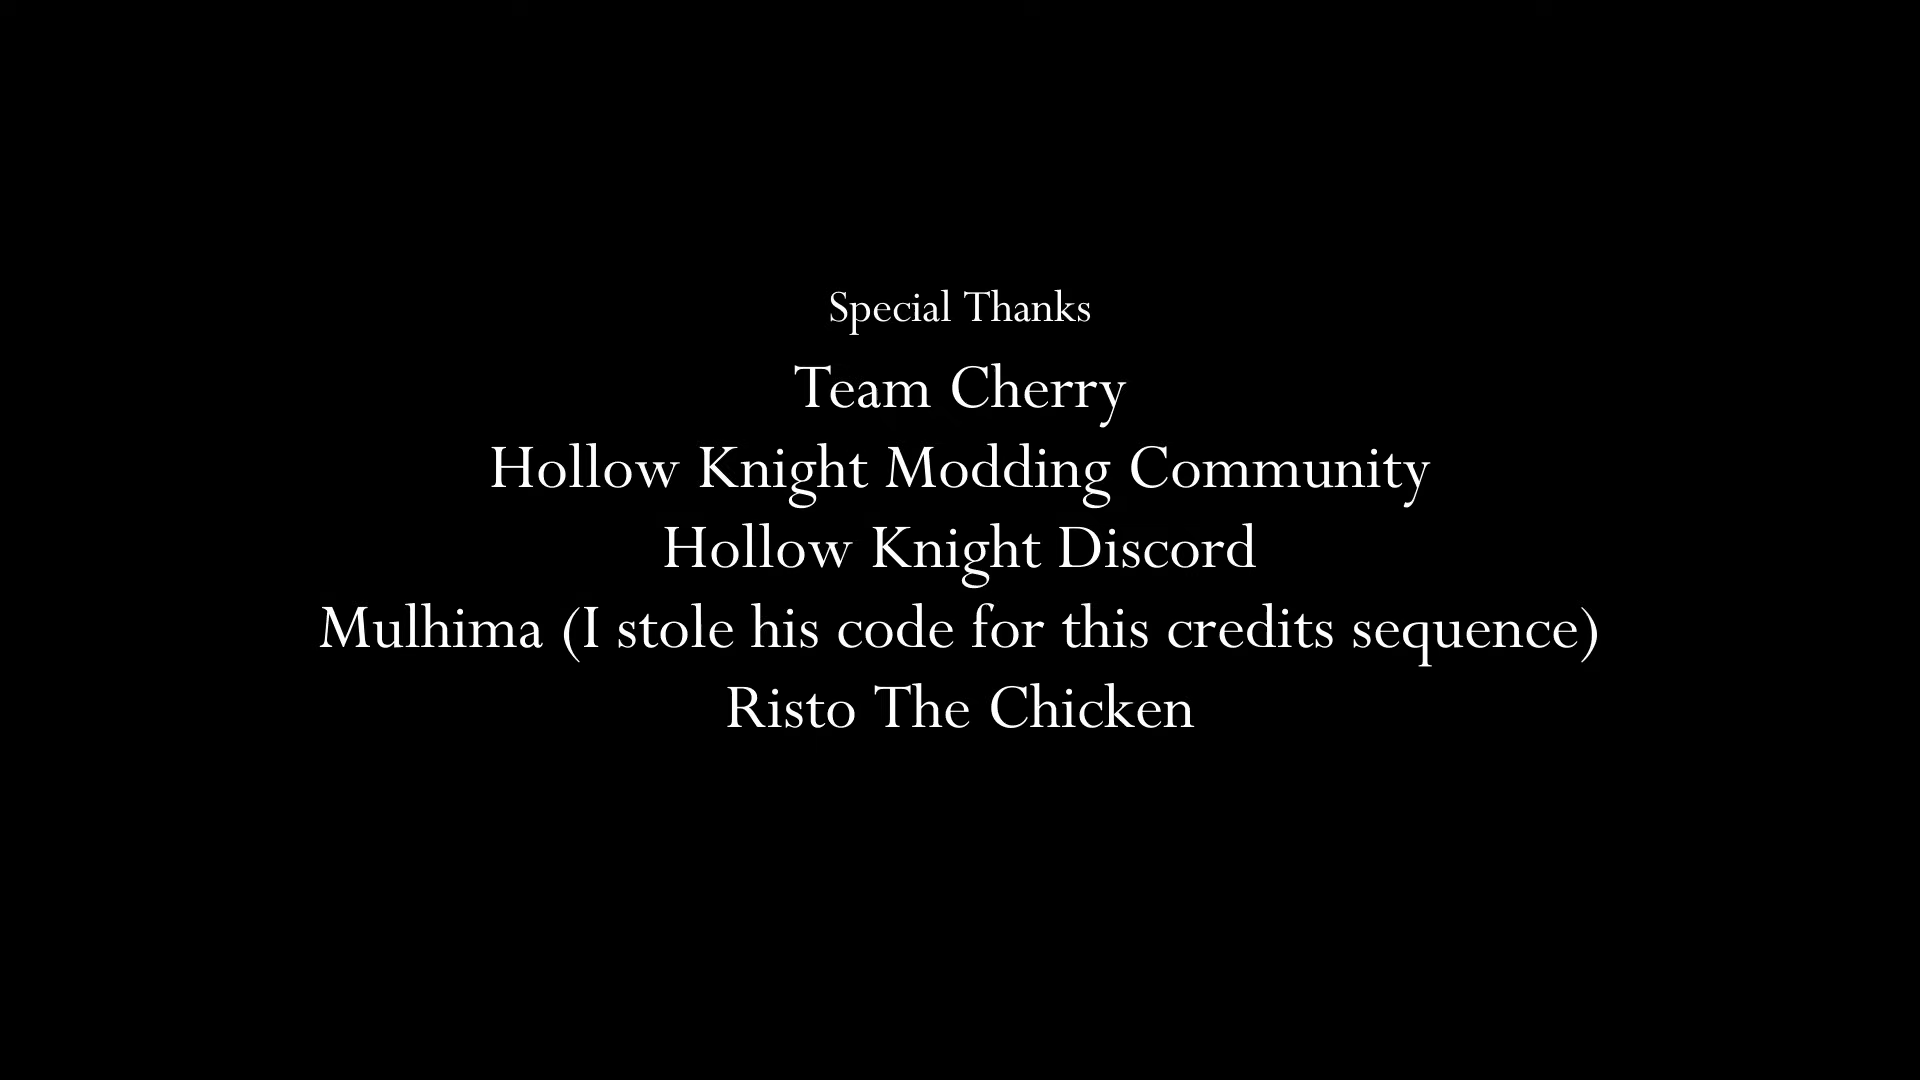 Special Thanks
Team Cherry
Hollow Knight Modding Community
Hollow Knight Discord
Mulhima (I stole his code for this credits sequence)
Risto The Chicken